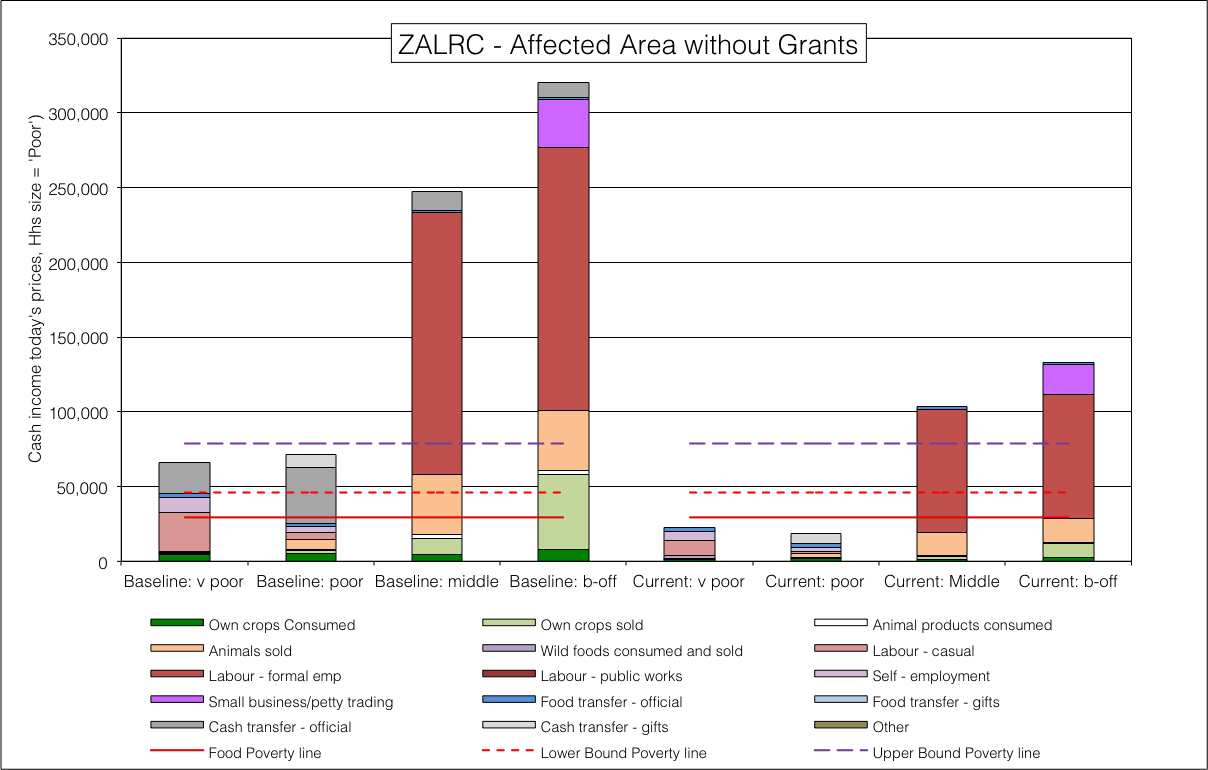 ZALRC - Affected Area without Grants
Cash income today's prices, Hhs size = 'Poor')
350,000
300,000
250,000
200,000
150,000
100,000
50,000
0
Baseline: v poor Baseline: poor Baseline: middle Baseline: b-off Current: v poor Current: poor Current: Middle Current: b-off
Own crops Consumed Own crops sold Animal products consumed
Animals sold Wild foods consumed and sold Labour - casual
Labour - formal emp Labour - public works Self - employment
Small business/petty trading Food transfer - official Food transfer - gifts
Cash transfer - official Cash transfer - gifts Other
Food Poverty line Lower Bound Poverty line Upper Bound Poverty line